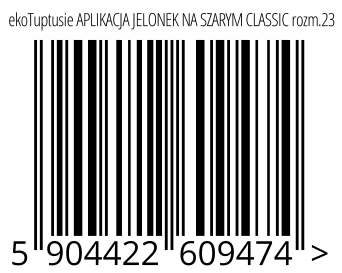 ekoTuptusie APLIKACJA JELONEK NA SZARYM CLASSIC rozm.23
5 904422 609474 >